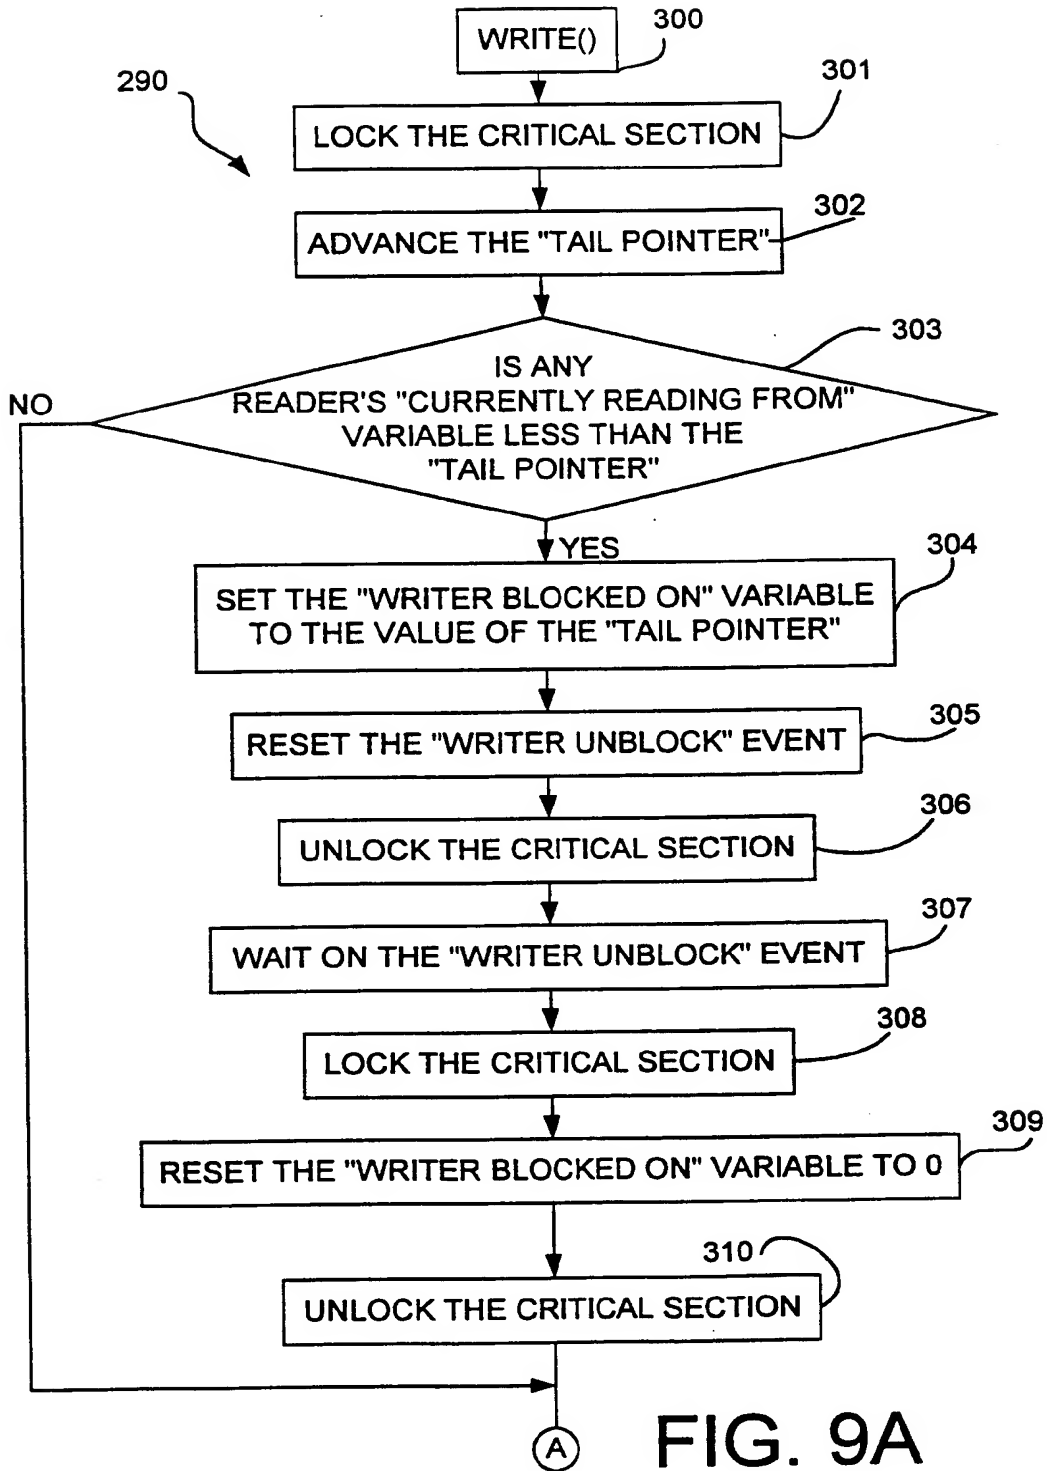 WRITE()
300
290
301
LOCK THE CRITICAL SECTION
302
ADVANCE THE "TAIL POINTER"
303
IS ANY
READER'S "CURRENTLY READING FROM"
VARIABLE LESS THAN THE
"TAIL POINTER"
NO
YES
304
SET THE "WRITER BLOCKED ON" VARIABLE
TO THE VALUE OF THE "TAIL POINTER"
305
RESET THE "WRITER UNBLOCK" EVENT
306
UNLOCK THE CRITICAL SECTION
307
WAIT ON THE "WRITER UNBLOCK" EVENT
308
LOCK THE CRITICAL SECTION
309
RESET THE "WRITER BLOCKED ON" VARIABLE TO 0
310
UNLOCK THE CRITICAL SECTION
A
FIG. 9A